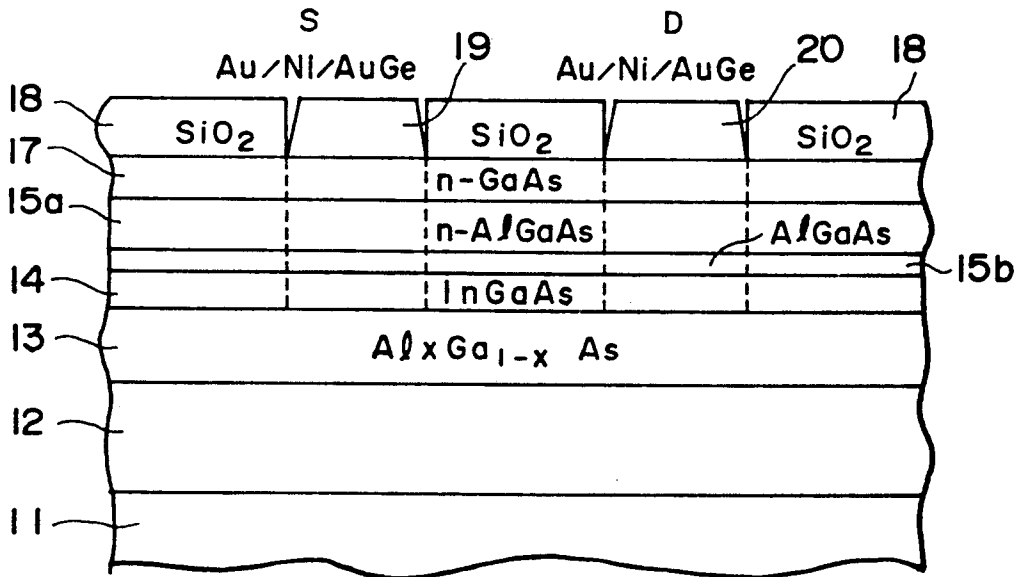 S
D
Au/Ni/AuGe
19
Au/Ni/AuGe
20
18
18
SiO2
SiO2
SiO2
17
n-GaAs
15a
n-AlGaAs
AlGaAs
15b
14
InGaAs
13
AlxGa1-x As
12
11